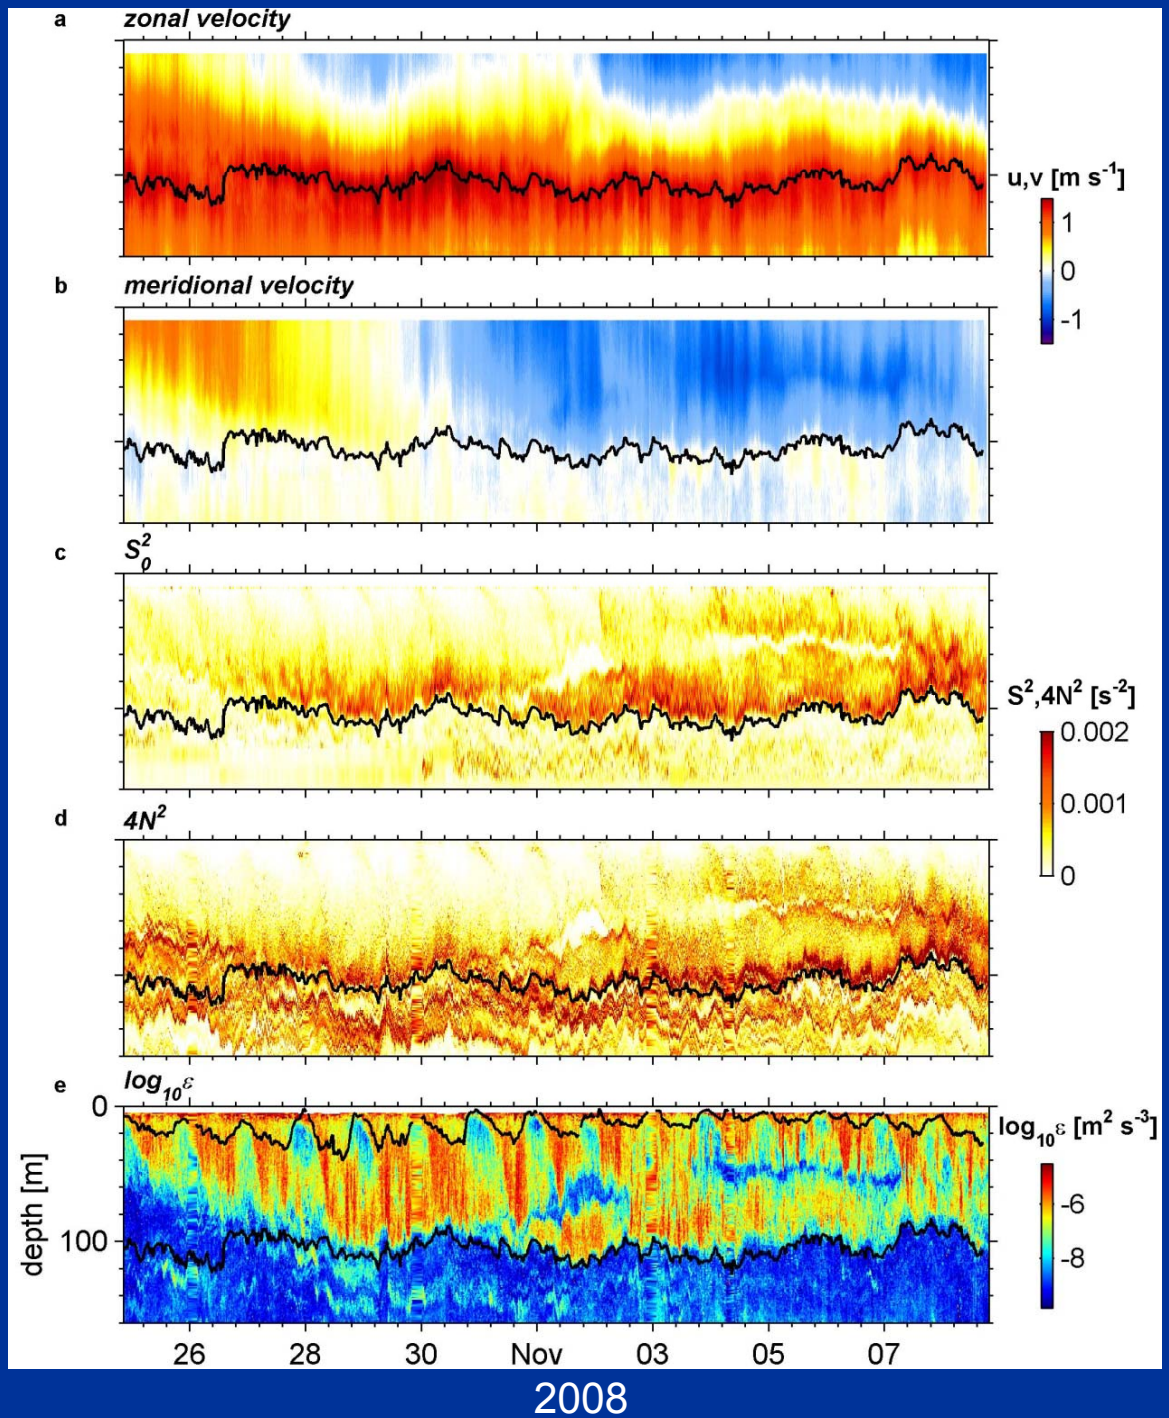 a zonal velocity
u,v [m s-1]
1
0
-1
b meridional velocity
c S²₀
S²,4N² [s⁻²]
0.002
0.001
0
d 4N²
e log₁₀ε
0
100
depth [m]
log₁₀ε [m² s⁻³]
-6
-8
26 28 30 Nov 03 05 07
2008